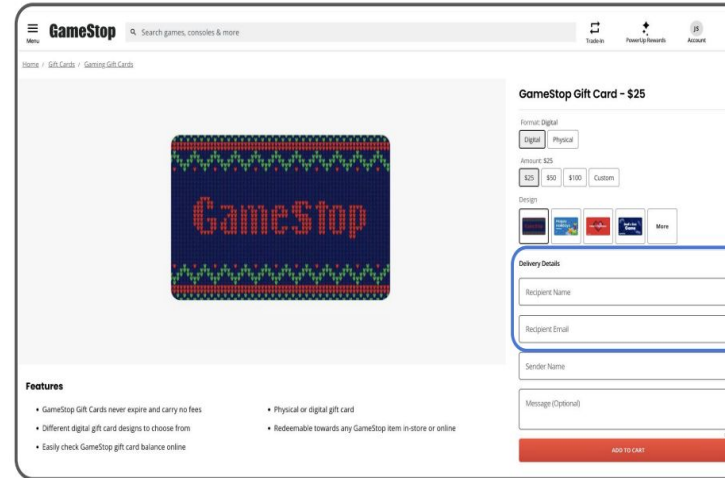 Menu
GameStop
Search games, consoles & more
Trade-In
PowerUp Rewards
JS
Account
Home / Gift Cards / Gaming Gift Cards
GameStop
GameStop Gift Card - $25
Format: Digital
Digital Physical
Amount: $25
$25 $50 $100 Custom
Design
More
Delivery Details
Recipient Name
Recipient Email
Sender Name
Message (Optional)
ADD TO CART
Features
• GameStop Gift Cards never expire and carry no fees
• Different digital gift card designs to choose from
• Easily check GameStop gift card balance online
• Physical or digital gift card
• Redeemable towards any GameStop item in-store or online